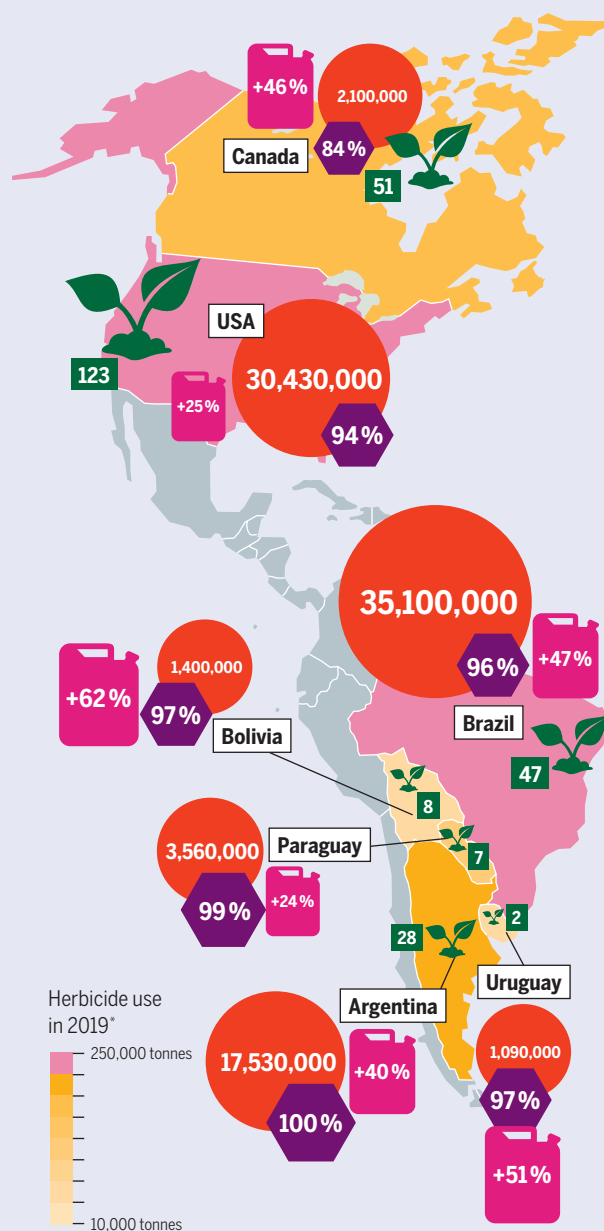 +46 %
2,100,000
Canada
84 %
51
USA
123
30,430,000
+25 %
94 %
35,100,000
96 %
+47 %
1,400,000
+62 %
97 %
Bolivia
Brazil
47
8
3,560,000
Paraguay
7
99 %
+24 %
2
28
Uruguay
Argentina
Herbicide use
in 2019*
250,000 tonnes
17,530,000
+40 %
1,090,000
100 %
97 %
+51 %
10,000 tonnes